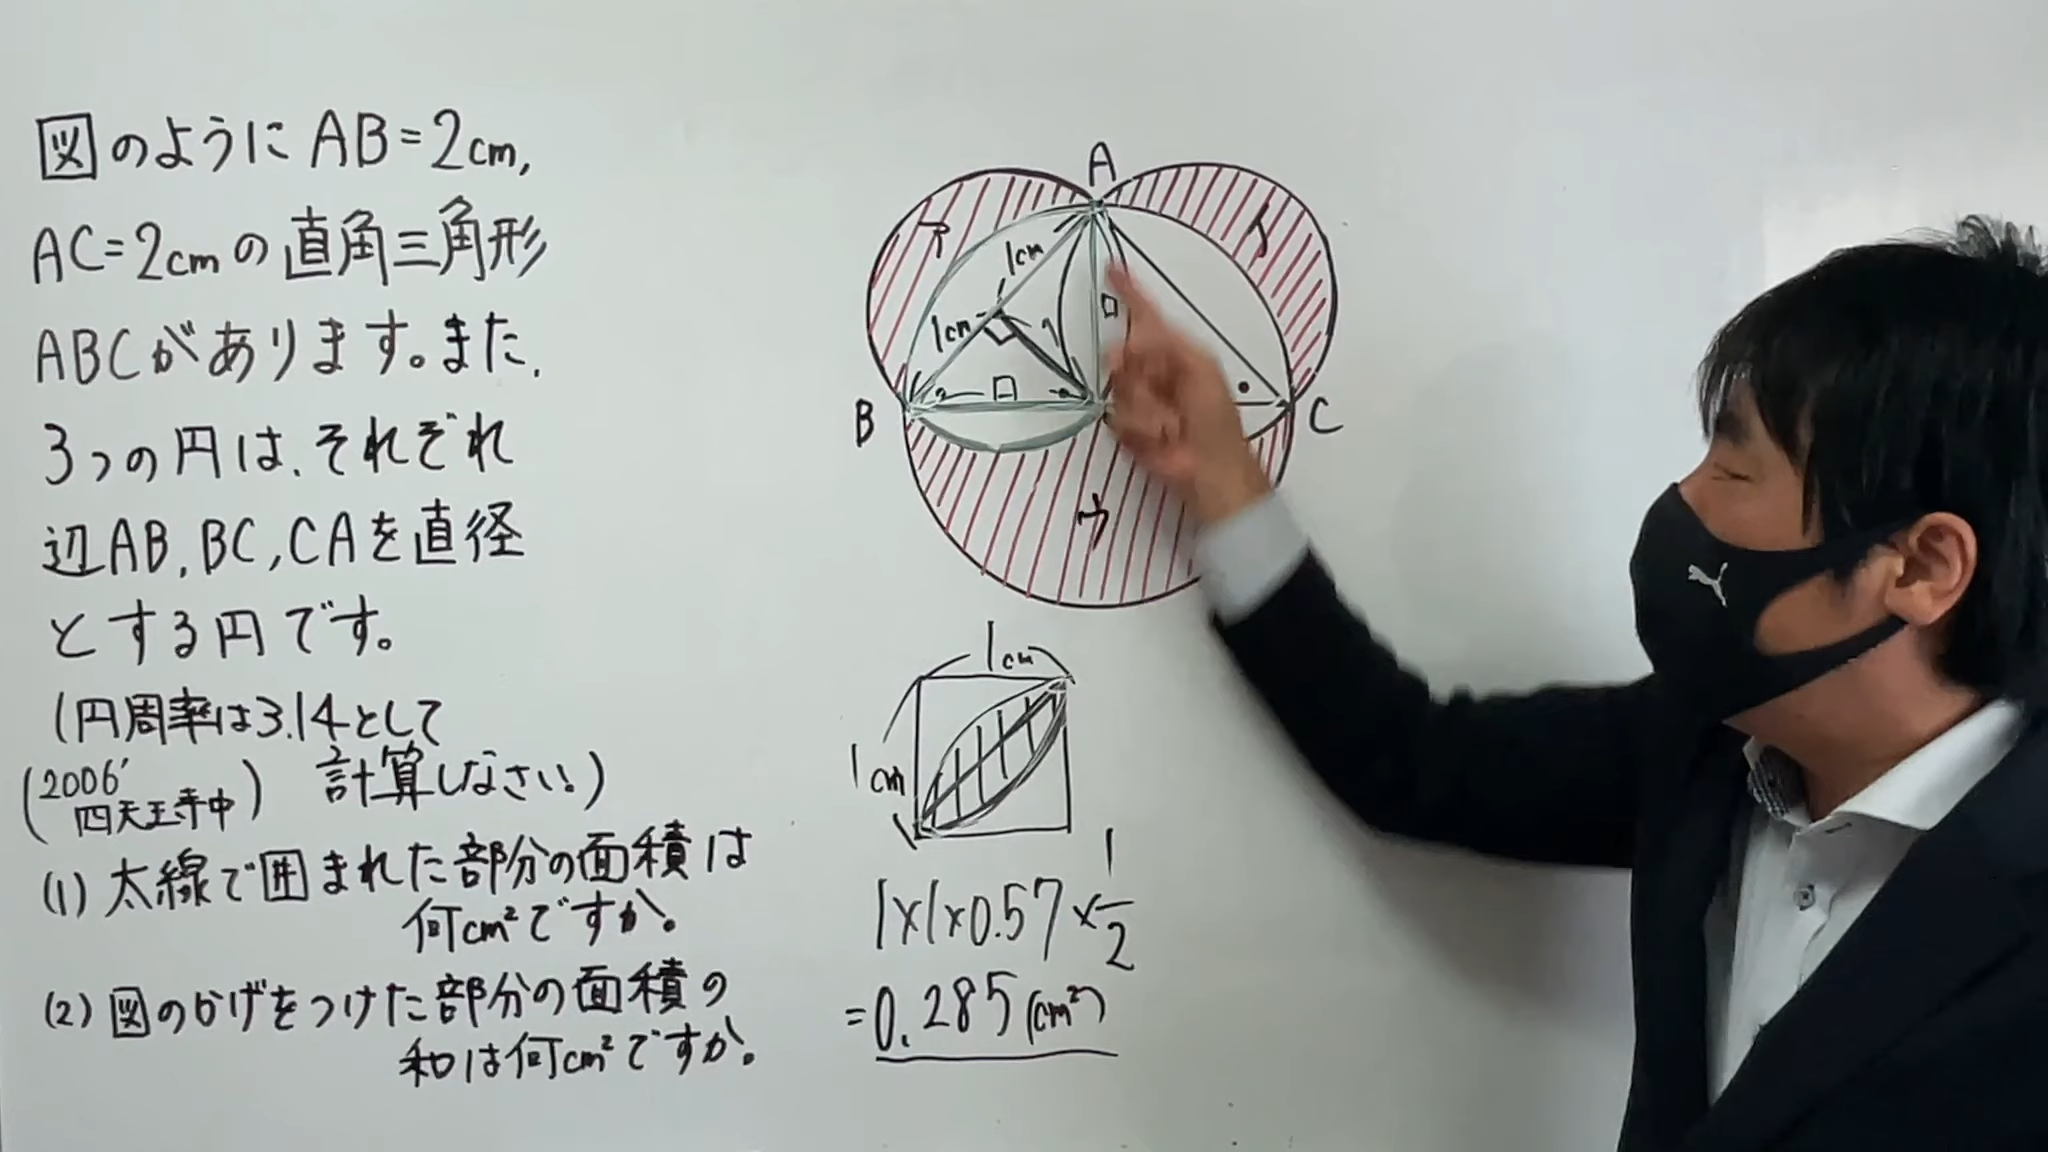 図のようにAB=2cm,
AC=2cmの直角三角形
ABCがあります。また、
3つの円は、それぞれ
辺AB,BC,CAを直径
とする円です。
(円周率は3.14として
計算しなさい。)
(2006'
四天王寺中)
(1)太線で囲まれた部分の面積は
何cm²ですか。
(2)図のかげをつけた部分の面積の
和は何cm²ですか。
A
ア
イ
1cm
1cm
B
C
ウ
1cm
1cm
1×1×0.57×1/2
=0.285(cm²)